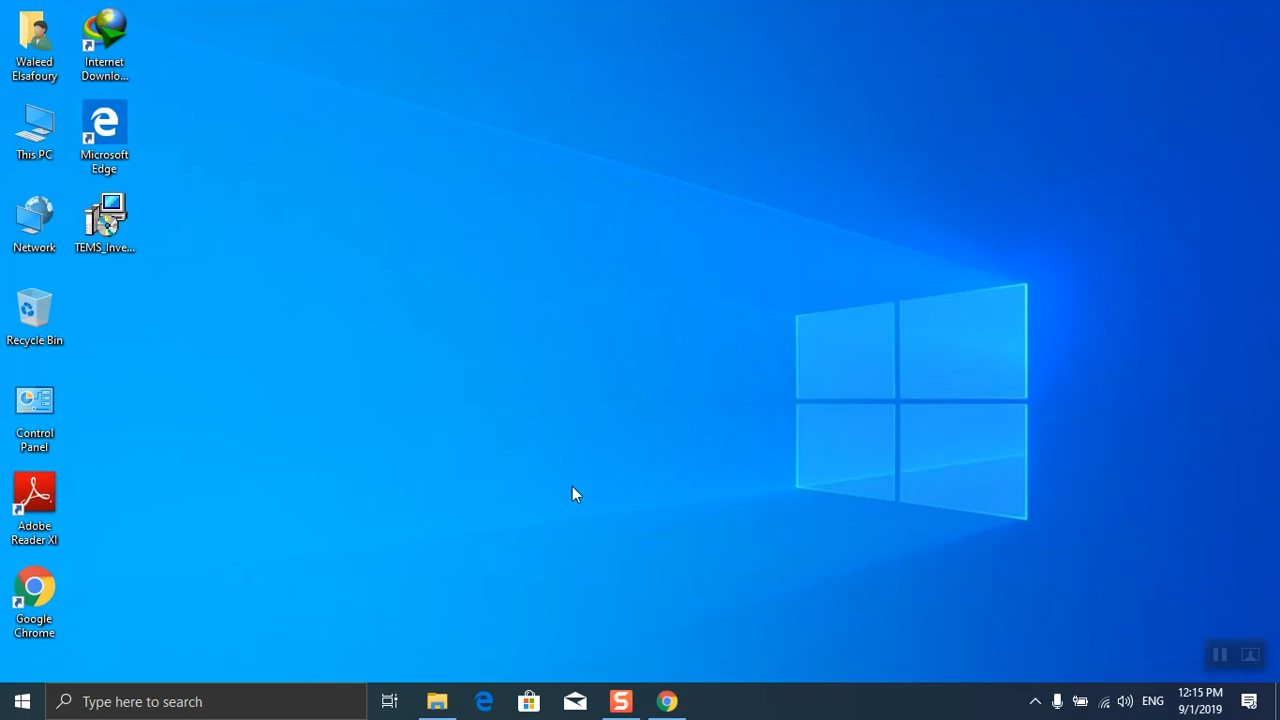 Waleed
Elsafoury
Internet
Downlo...
This PC
Microsoft
Edge
Network
TEMS_Inve...
Recycle Bin
Control
Panel
Adobe
Reader XI
Google
Chrome
Type here to search
ENG
12:15 PM
9/1/2019